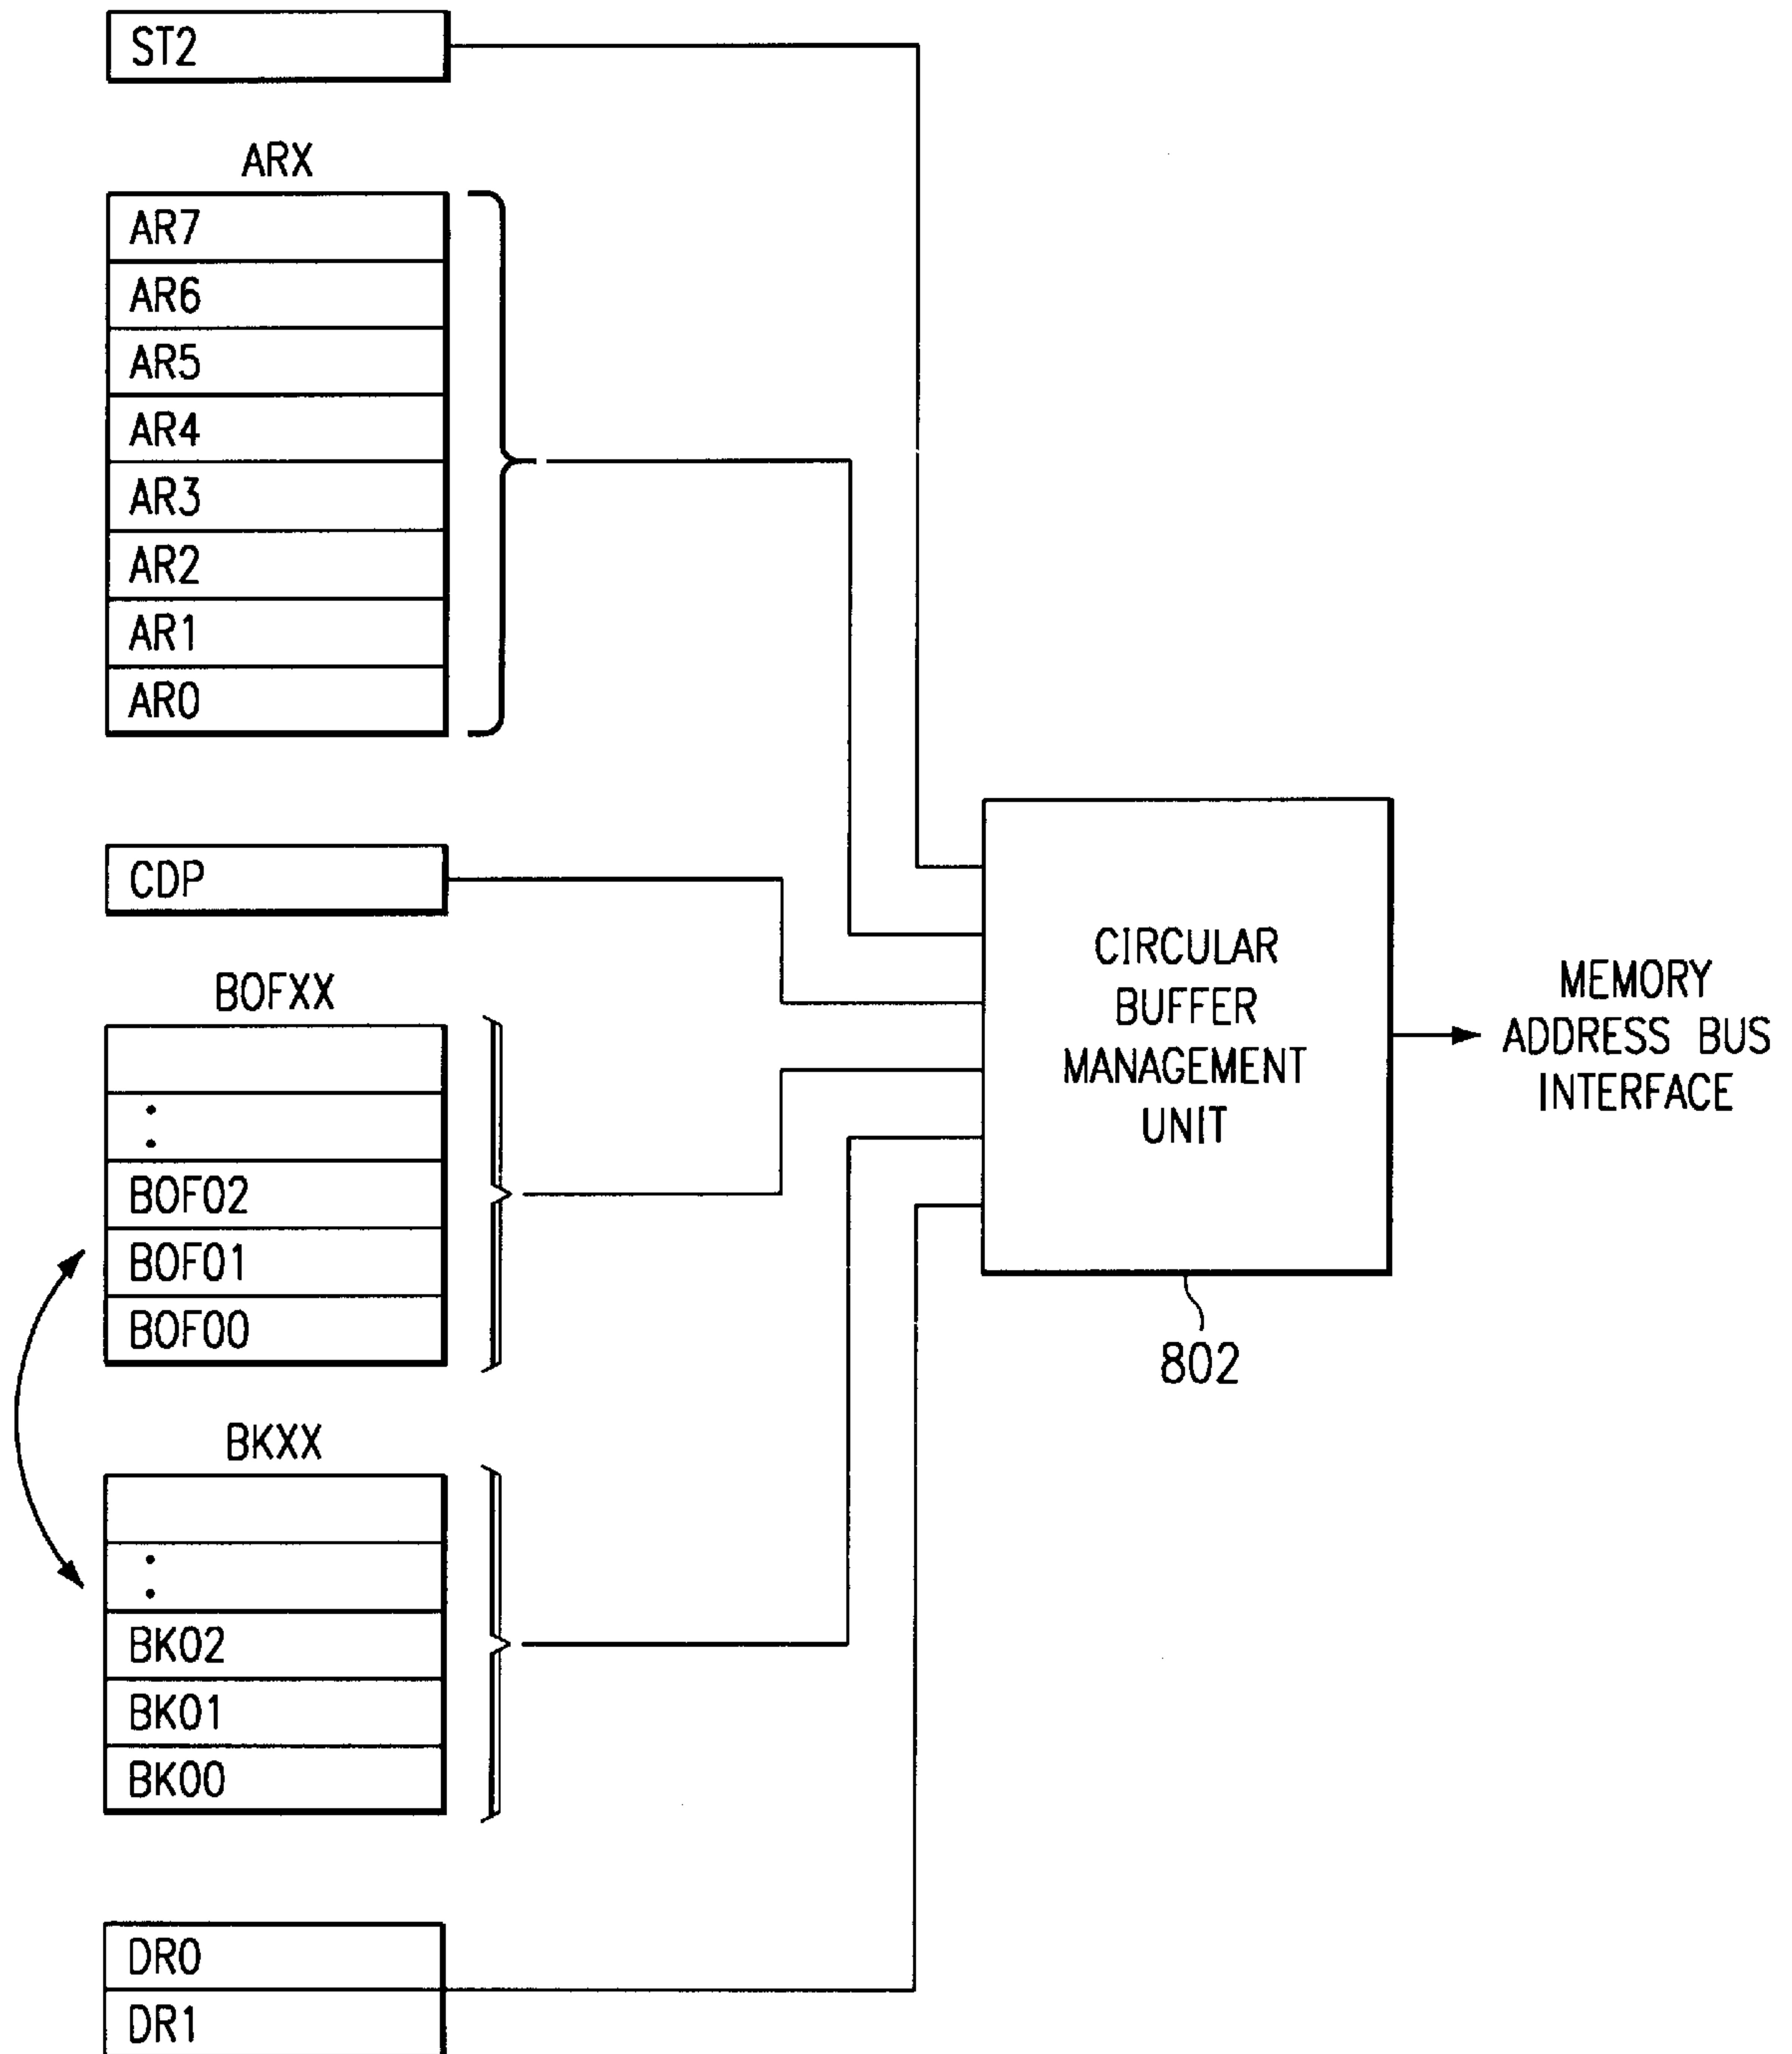 ST2
ARX
AR7
AR6
AR5
AR4
AR3
AR2
AR1
AR0
CDP
BOFXX
:
BOF02
BOF01
BOF00
BKXX
:
BK02
BK01
BK00
DR0
DR1
CIRCULAR
BUFFER
MANAGEMENT
UNIT
802
MEMORY
ADDRESS BUS
INTERFACE